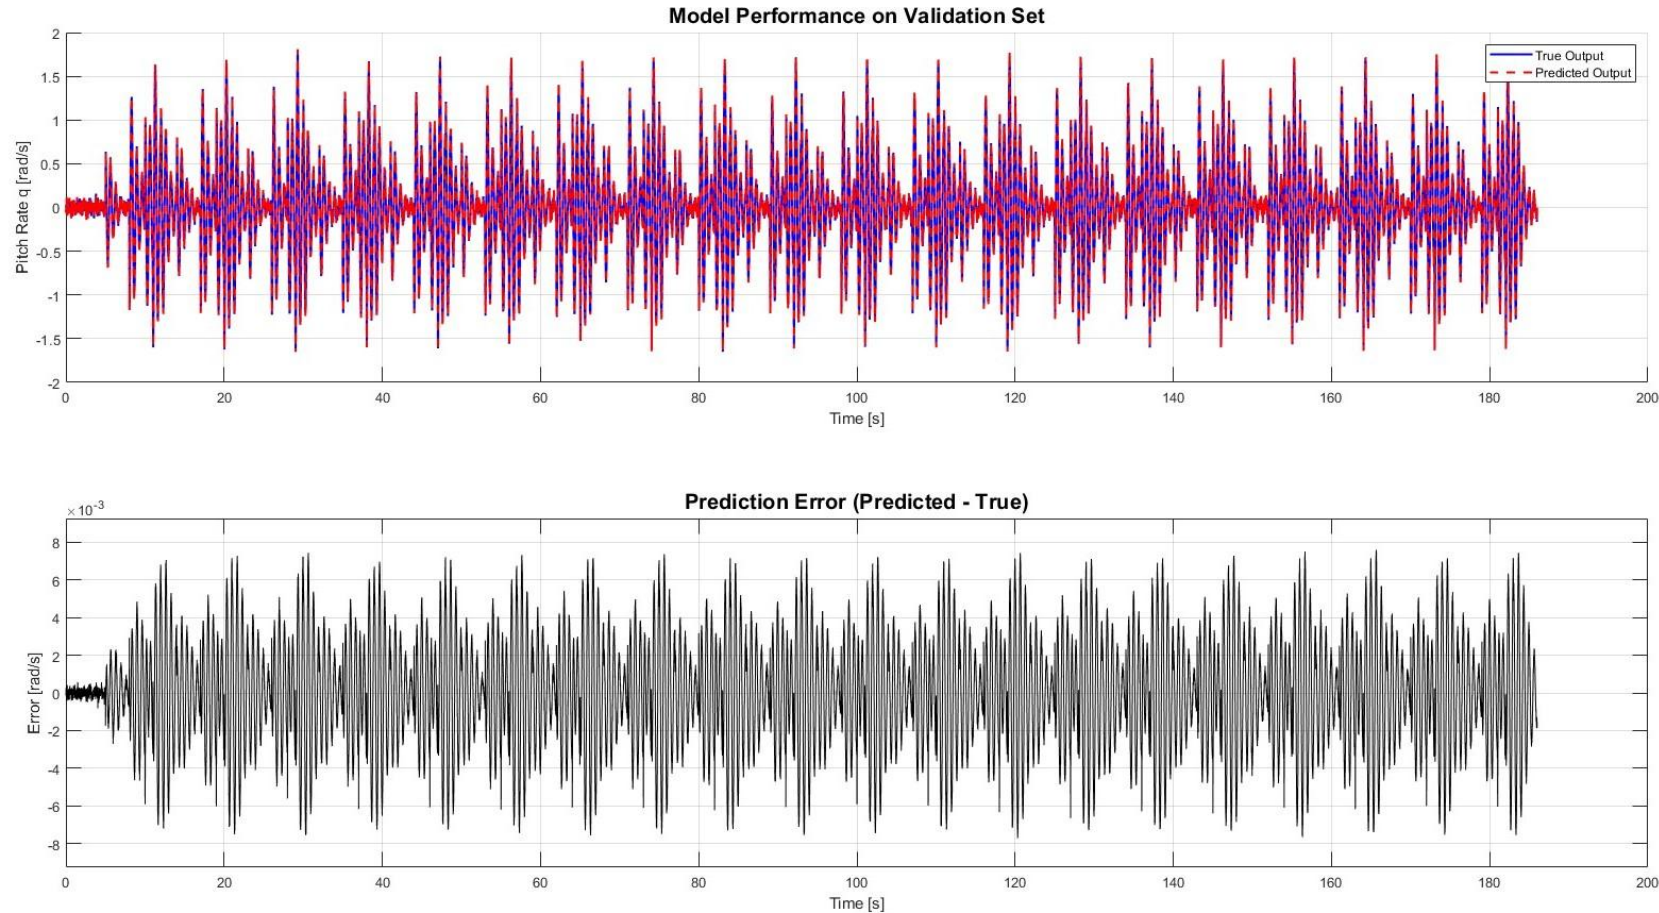 Model Performance on Validation Set
2
1.5
1
0.5
0
-0.5
-1
-1.5
-2
Pitch Rate q [rad/s]
True Output
Predicted Output
0 20 40 60 80 100 120 140 160 180 200
Time [s]
Prediction Error (Predicted - True)
× 10⁻³
8
6
4
2
0
-2
-4
-6
-8
Error [rad/s]
0 20 40 60 80 100 120 140 160 180 200
Time [s]